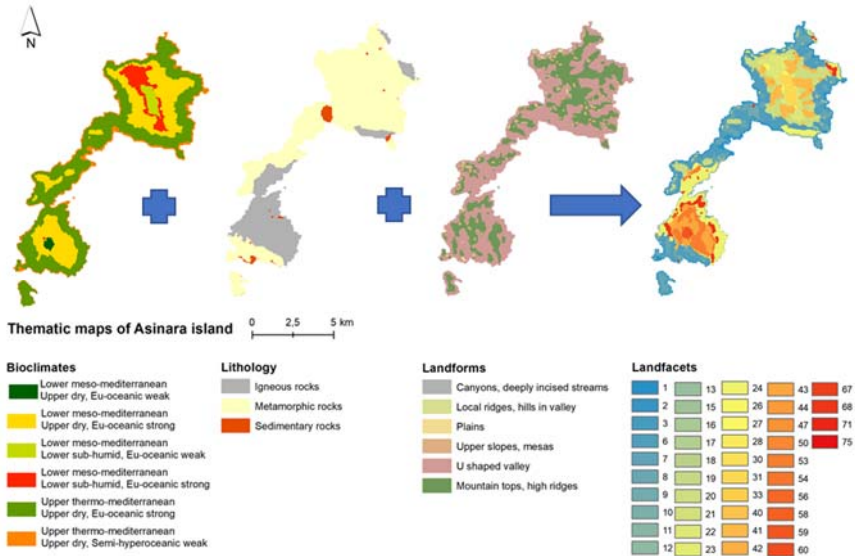 N
Thematic maps of Asinara island
0 2,5 5 km
Bioclimates
Lower meso-mediterranean
Upper dry, Eu-oceanic weak
Lower meso-mediterranean
Upper dry, Eu-oceanic strong
Lower meso-mediterranean
Lower sub-humid, Eu-oceanic weak
Lower meso-mediterranean
Lower sub-humid, Eu-oceanic strong
Upper thermo-mediterranean
Upper dry, Eu-oceanic strong
Upper thermo-mediterranean
Upper dry, Semi-hyperoceanic weak
Lithology
Igneous rocks
Metamorphic rocks
Sedimentary rocks
Landforms
Canyons, deeply incised streams
Local ridges, hills in valley
Plains
Upper slopes, mesas
U shaped valley
Mountain tops, high ridges
Landfacets
1
2
3
6
7
8
9
10
11
12
13
15
16
17
18
19
20
21
22
23
24
26
27
28
30
31
33
40
41
42
43
44
47
50
53
54
56
58
59
60
67
68
71
75